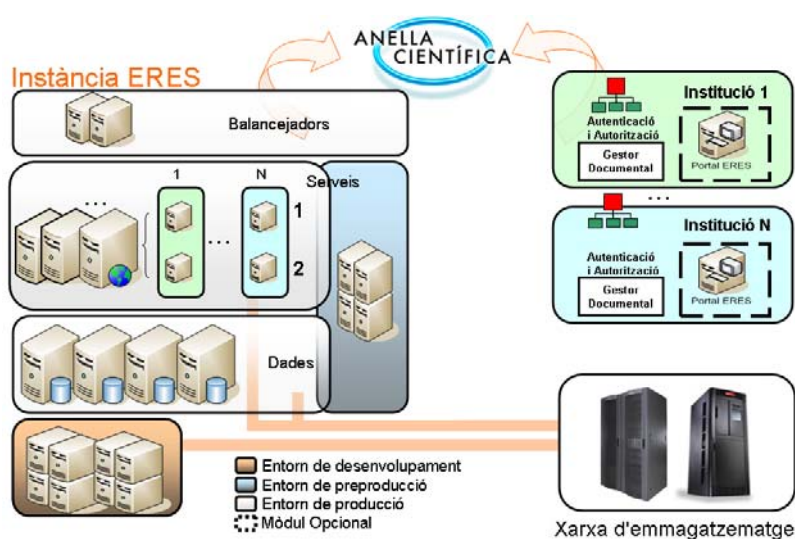 ANELLA
CIENTÍFICA
Instància ERES
Balancejadors
1
N
Serveis
...
...
1
2
Dades
Institució 1
Autenticació
i Autorització
Gestor
Documental
Portal ERES
...
Institució N
Autenticació
i Autorització
Gestor
Documental
Portal ERES
Entorn de desenvolupament
Entorn de preproducció
Entorn de producció
Mòdul Opcional
Xarxa d'emmagatzematge